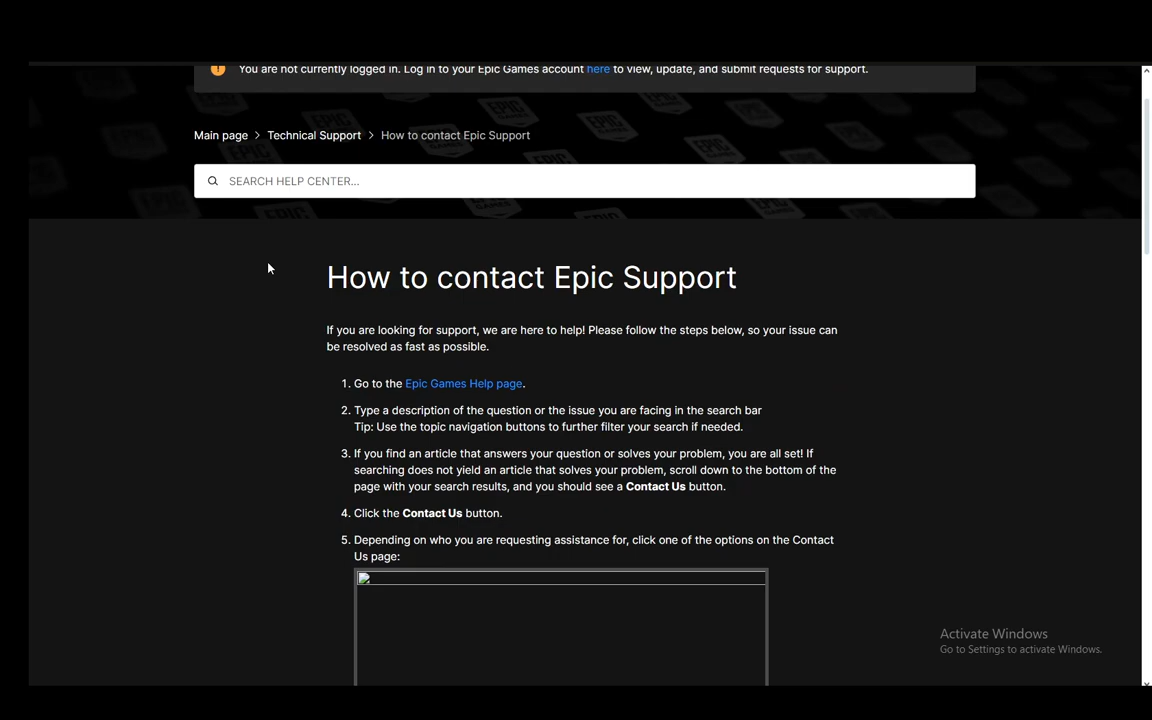 You are not currently logged in. Log in to your Epic Games account here to view, update, and submit requests for support.
Main page > Technical Support > How to contact Epic Support
SEARCH HELP CENTER...
How to contact Epic Support
If you are looking for support, we are here to help! Please follow the steps below, so your issue can
be resolved as fast as possible.
1. Go to the Epic Games Help page.
2. Type a description of the question or the issue you are facing in the search bar
Tip: Use the topic navigation buttons to further filter your search if needed.
3. If you find an article that answers your question or solves your problem, you are all set! If
searching does not yield an article that solves your problem, scroll down to the bottom of the
page with your search results, and you should see a Contact Us button.
4. Click the Contact Us button.
5. Depending on who you are requesting assistance for, click one of the options on the Contact
Us page:
Activate Windows
Go to Settings to activate Windows.